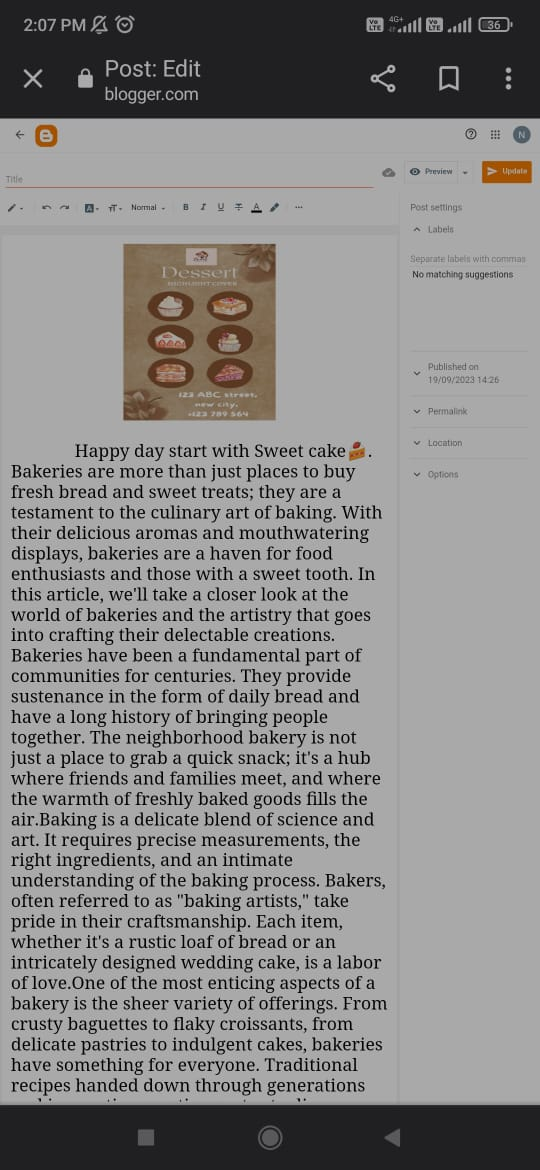 2:07 PM
Vo LTE 4G+ Vo LTE 36
Post: Edit
blogger.com
N
Title
Preview
Update
Normal
B I U T A
Post settings
Labels
Separate labels with commas
No matching suggestions
Published on
19/09/2023 14:26
Permalink
Location
Options
Dessert
HIGHLIGHT COVER
123 ABC street,
new city,
+123 789 564
Happy day start with Sweet cake🍰.
Bakeries are more than just places to buy
fresh bread and sweet treats; they are a
testament to the culinary art of baking. With
their delicious aromas and mouthwatering
displays, bakeries are a haven for food
enthusiasts and those with a sweet tooth. In
this article, we'll take a closer look at the
world of bakeries and the artistry that goes
into crafting their delectable creations.
Bakeries have been a fundamental part of
communities for centuries. They provide
sustenance in the form of daily bread and
have a long history of bringing people
together. The neighborhood bakery is not
just a place to grab a quick snack; it's a hub
where friends and families meet, and where
the warmth of freshly baked goods fills the
air.Baking is a delicate blend of science and
art. It requires precise measurements, the
right ingredients, and an intimate
understanding of the baking process. Bakers,
often referred to as "baking artists," take
pride in their craftsmanship. Each item,
whether it's a rustic loaf of bread or an
intricately designed wedding cake, is a labor
of love.One of the most enticing aspects of a
bakery is the sheer variety of offerings. From
crusty baguettes to flaky croissants, from
delicate pastries to indulgent cakes, bakeries
have something for everyone. Traditional
recipes handed down through generations